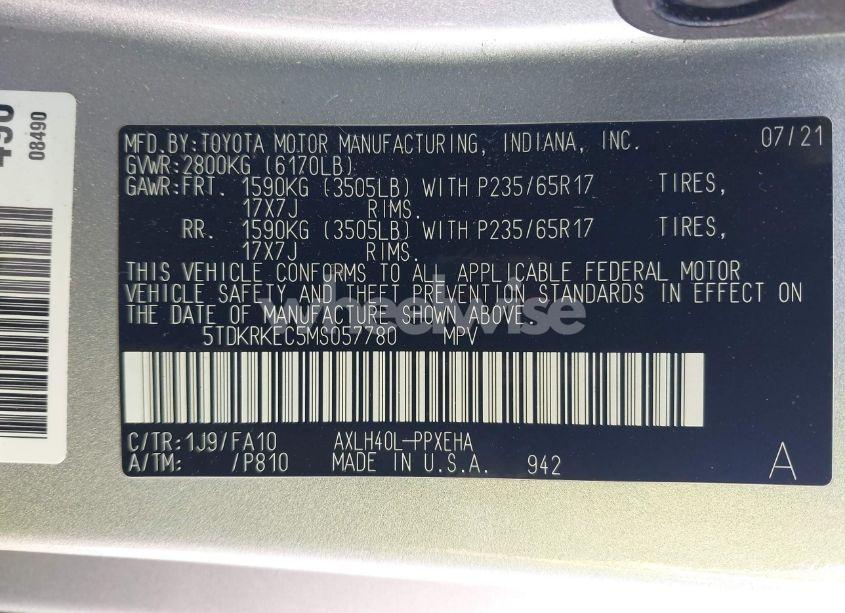 490
08490
MFD.BY:TOYOTA MOTOR MANUFACTURING, INDIANA, INC. 07/21
GVWR:2800KG (6170LB)
GAWR:FRT. 1590KG (3505LB) WITH P235/65R17 TIRES,
17X7J RIMS.
RR. 1590KG (3505LB) WITH P235/65R17 TIRES,
17X7J RIMS.
THIS VEHICLE CONFORMS TO ALL APPLICABLE FEDERAL MOTOR
VEHICLE SAFETY AND THEFT PREVENTION STANDARDS IN EFFECT ON
THE DATE OF MANUFACTURE SHOWN ABOVE.
wheelwise
5TDKRKEC5MS057780 MPV
C/TR:1J9/FA10 AXLH40L-PPXEHA
A/TM: /P810 MADE IN U.S.A. 942 A